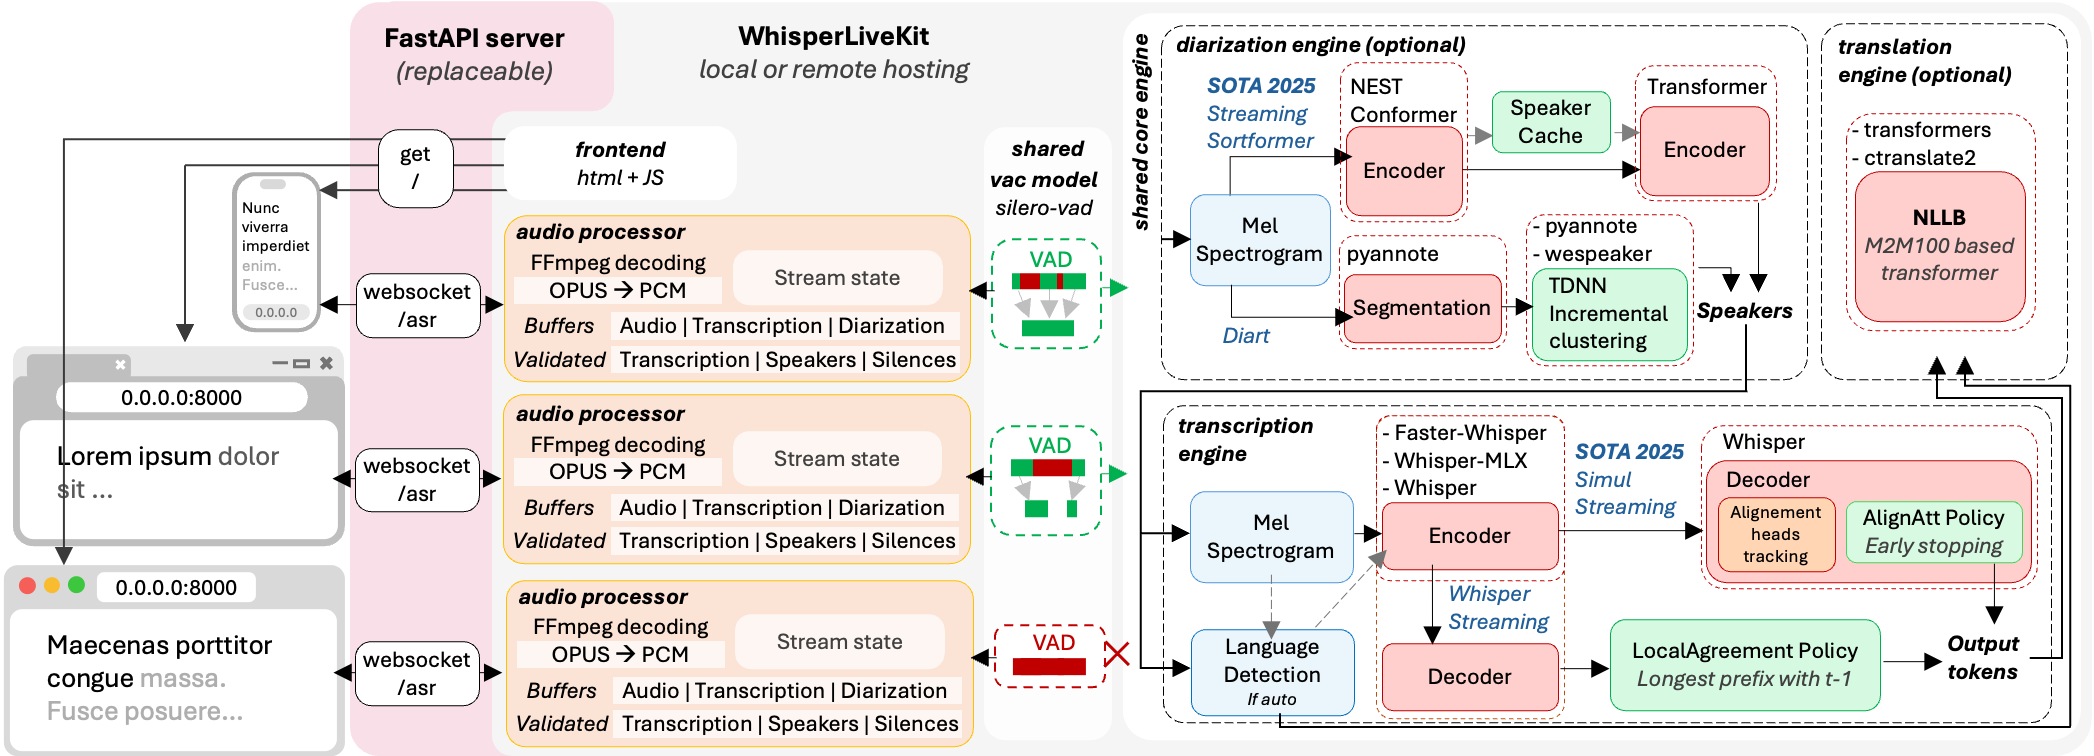 FastAPI server
(replaceable)
WhisperLiveKit
local or remote hosting
get
/
frontend
html + JS
Nunc
viverra
imperdiet
enim.
Fusce...
0.0.0.0
websocket
/asr
0.0.0.0:8000
Lorem ipsum dolor
sit ...
websocket
/asr
0.0.0.0:8000
Maecenas porttitor
congue massa.
Fusce posuere...
websocket
/asr
audio processor
FFmpeg decoding
OPUS → PCM
Stream state
Buffers Audio | Transcription | Diarization
Validated Transcription | Speakers | Silences
audio processor
FFmpeg decoding
OPUS → PCM
Stream state
Buffers Audio | Transcription | Diarization
Validated Transcription | Speakers | Silences
audio processor
FFmpeg decoding
OPUS → PCM
Stream state
Buffers Audio | Transcription | Diarization
Validated Transcription | Speakers | Silences
shared
vac model
silero-vad
VAD
VAD
VAD
shared core engine
diarization engine (optional)
SOTA 2025
Streaming
Sortformer
NEST
Conformer
Encoder
Speaker
Cache
Transformer
Encoder
Mel
Spectrogram
Diart
pyannote
Segmentation
- pyannote
- wespeaker
TDNN
Incremental
clustering
Speakers
translation
engine (optional)
- transformers
- ctranslate2
NLLB
M2M100 based
transformer
transcription
engine
Mel
Spectrogram
Language
Detection
If auto
- Faster-Whisper
- Whisper-MLX
- Whisper
Encoder
SOTA 2025
Simul
Streaming
Whisper
Streaming
Decoder
Whisper
Decoder
Alignement
heads
tracking
AlignAtt Policy
Early stopping
LocalAgreement Policy
Longest prefix with t-1
Output
tokens